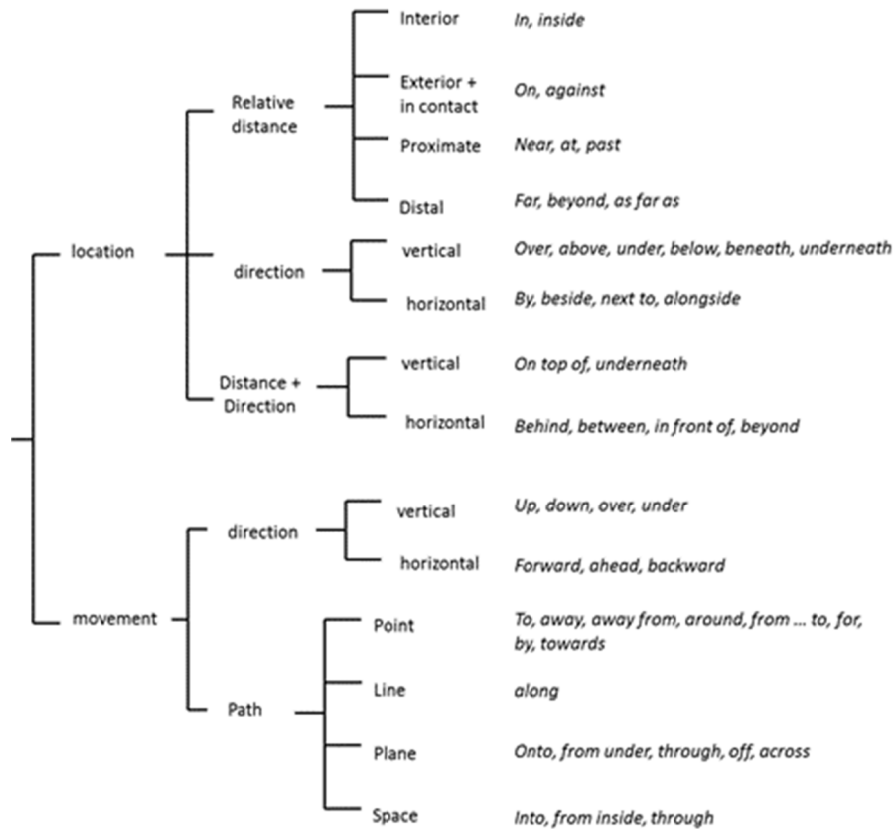 Interior In, inside
Exterior +
in contact On, against
Relative
distance
Proximate Near, at, past
Distal Far, beyond, as far as
location
vertical Over, above, under, below, beneath, underneath
direction
horizontal By, beside, next to, alongside
vertical On top of, underneath
Distance +
Direction
horizontal Behind, between, in front of, beyond
vertical Up, down, over, under
direction
horizontal Forward, ahead, backward
movement
Point To, away, away from, around, from ... to, for,
by, towards
Line along
Path
Plane Onto, from under, through, off, across
Space Into, from inside, through